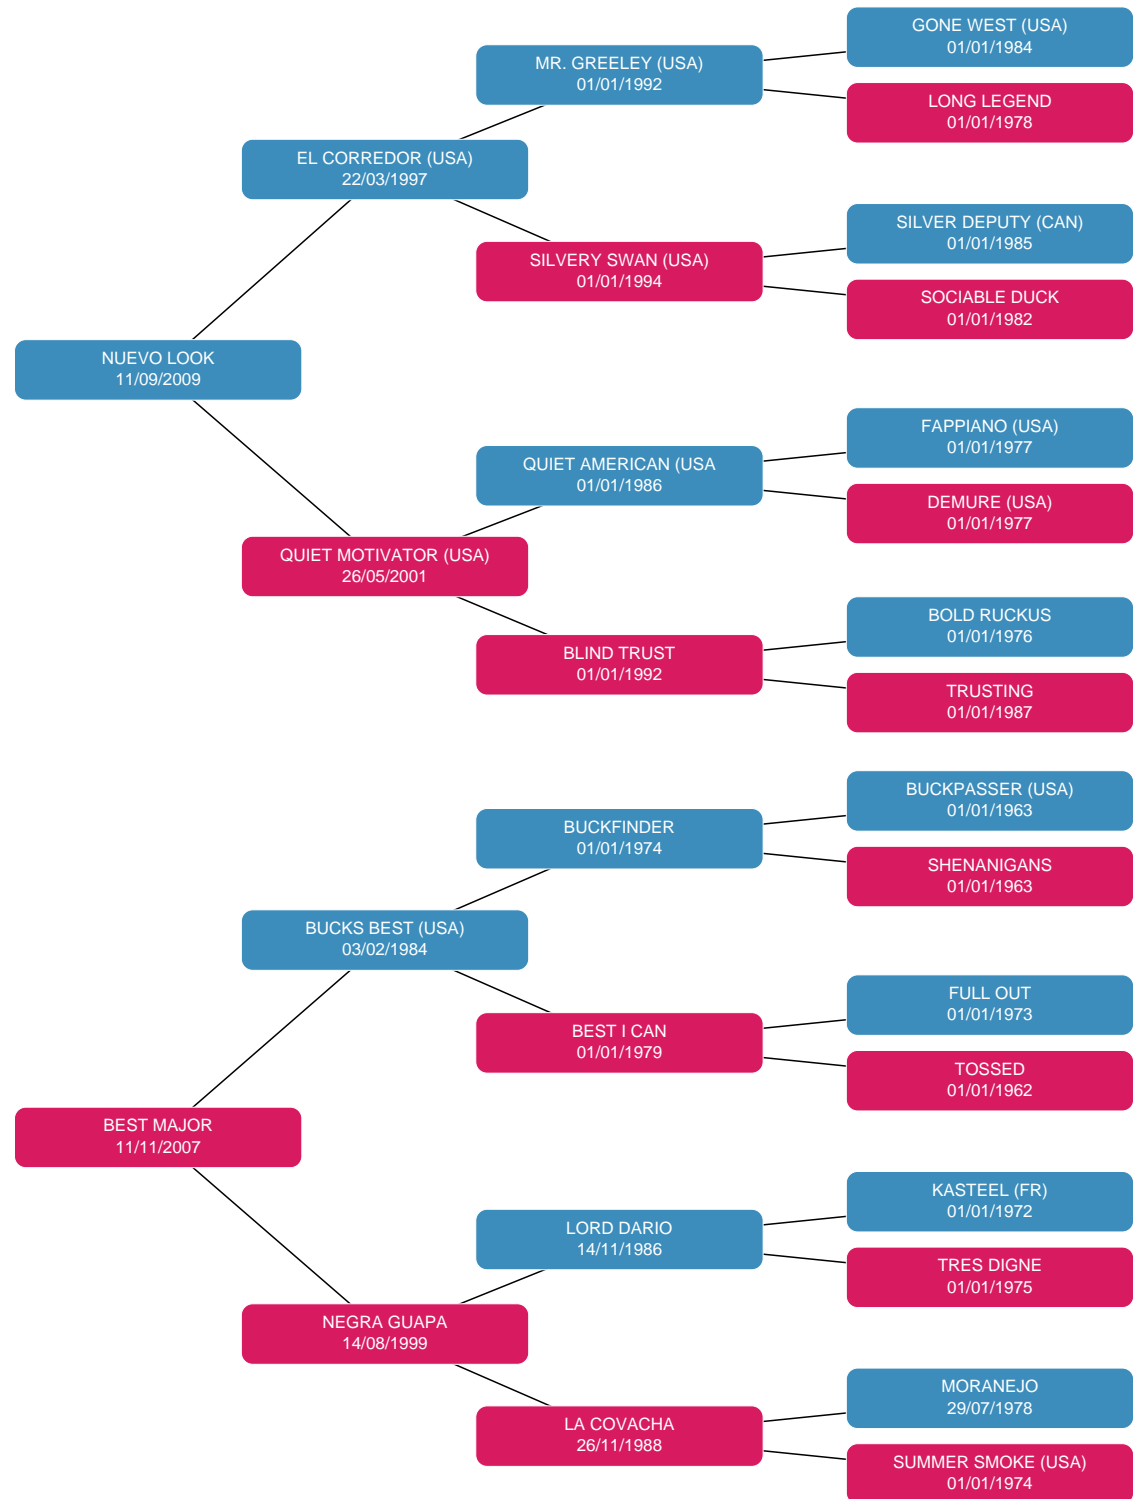 GONE WEST (USA)
01/01/1984
MR. GREELEY (USA)
01/01/1992
LONG LEGEND
01/01/1978
EL CORREDOR (USA)
22/03/1997
SILVER DEPUTY (CAN)
01/01/1985
SILVERY SWAN (USA)
01/01/1994
SOCIABLE DUCK
01/01/1982
NUEVO LOOK
11/09/2009
FAPPIANO (USA)
01/01/1977
QUIET AMERICAN (USA
01/01/1986
DEMURE (USA)
01/01/1977
QUIET MOTIVATOR (USA)
26/05/2001
BOLD RUCKUS
01/01/1976
BLIND TRUST
01/01/1992
TRUSTING
01/01/1987
BUCKPASSER (USA)
01/01/1963
BUCKFINDER
01/01/1974
SHENANIGANS
01/01/1963
BUCKS BEST (USA)
03/02/1984
FULL OUT
01/01/1973
BEST I CAN
01/01/1979
TOSSED
01/01/1962
BEST MAJOR
11/11/2007
KASTEEL (FR)
01/01/1972
LORD DARIO
14/11/1986
TRES DIGNE
01/01/1975
NEGRA GUAPA
14/08/1999
MORANEJO
29/07/1978
LA COVACHA
26/11/1988
SUMMER SMOKE (USA)
01/01/1974